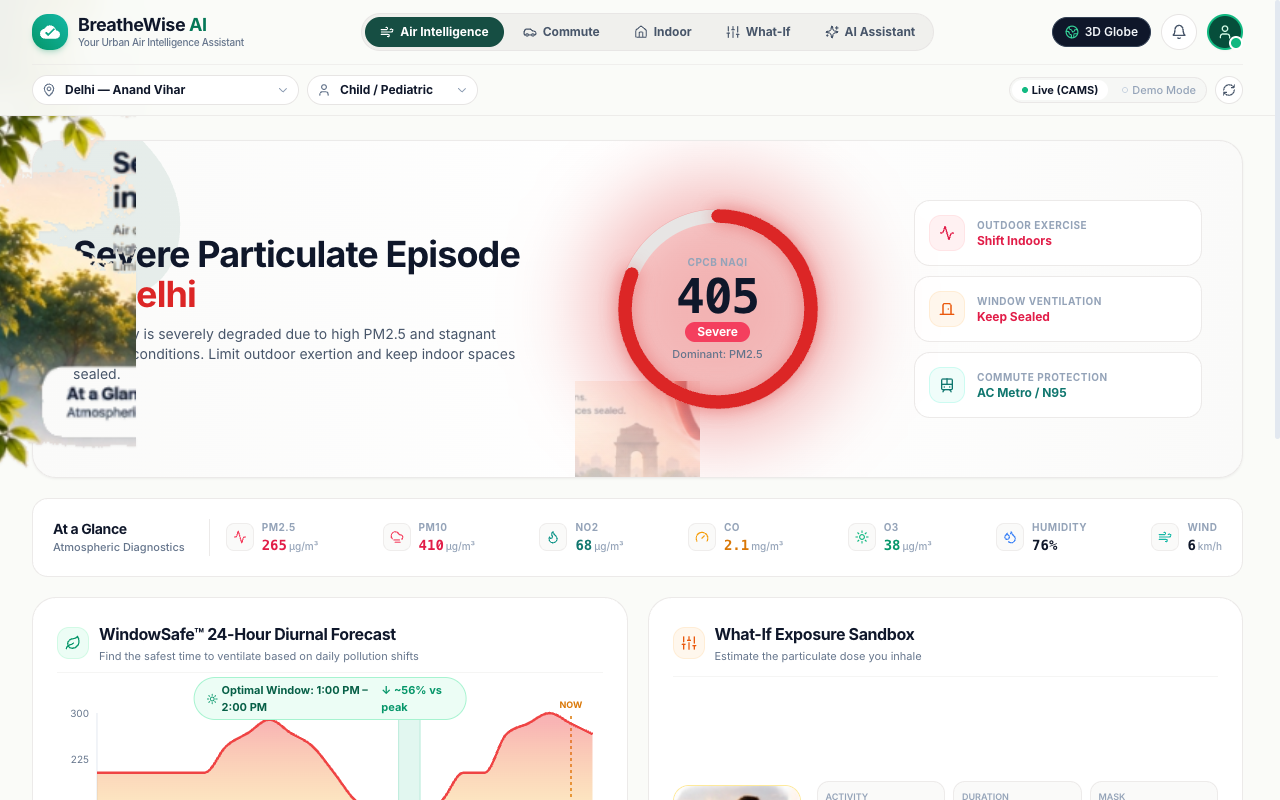 BreatheWise AI
Your Urban Air Intelligence Assistant
Air Intelligence
Commute
Indoor
What-If
AI Assistant
3D Globe
Delhi — Anand Vihar
Child / Pediatric
Live (CAMS)
Demo Mode
Severe Particulate Episode
elhi
is severely degraded due to high PM2.5 and stagnant
conditions. Limit outdoor exertion and keep indoor spaces
sealed.
At a Glan
Atmospheri
CPCB NAQI
405
Severe
Dominant: PM2.5
ces sealed.
OUTDOOR EXERCISE
Shift Indoors
WINDOW VENTILATION
Keep Sealed
COMMUTE PROTECTION
AC Metro / N95
At a Glance
Atmospheric Diagnostics
PM2.5
265 µg/m³
PM10
410 µg/m³
NO2
68 µg/m³
CO
2.1 mg/m³
O3
38 µg/m³
HUMIDITY
76%
WIND
6 km/h
WindowSafe™ 24-Hour Diurnal Forecast
Find the safest time to ventilate based on daily pollution shifts
Optimal Window: 1:00 PM –
2:00 PM
↓ ~56% vs
peak
NOW
300
225
What-If Exposure Sandbox
Estimate the particulate dose you inhale
ACTIVITY
DURATION
MASK